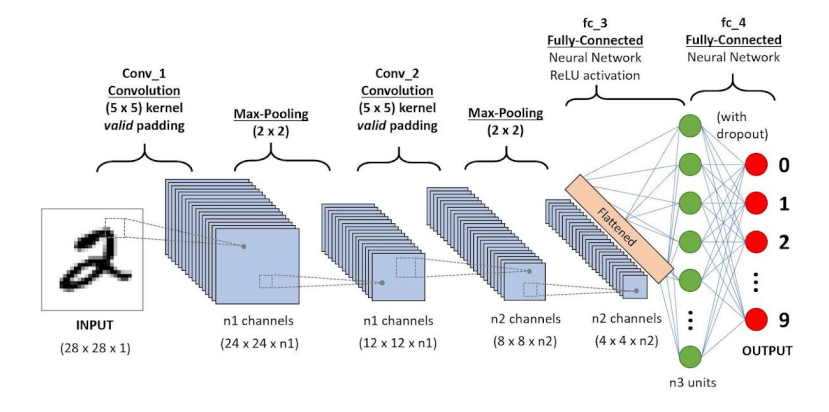 fc_3
Fully-Connected
Neural Network
ReLU activation
fc_4
Fully-Connected
Neural Network
Conv_1
Convolution
(5 x 5) kernel
valid padding
Max-Pooling
(2 x 2)
Conv_2
Convolution
(5 x 5) kernel
valid padding
Max-Pooling
(2 x 2)
(with
dropout)
Flattened
0
1
2
9
INPUT
(28 x 28 x 1)
n1 channels
(24 x 24 x n1)
n1 channels
(12 x 12 x n1)
n2 channels
(8 x 8 x n2)
n2 channels
(4 x 4 x n2)
OUTPUT
n3 units
2